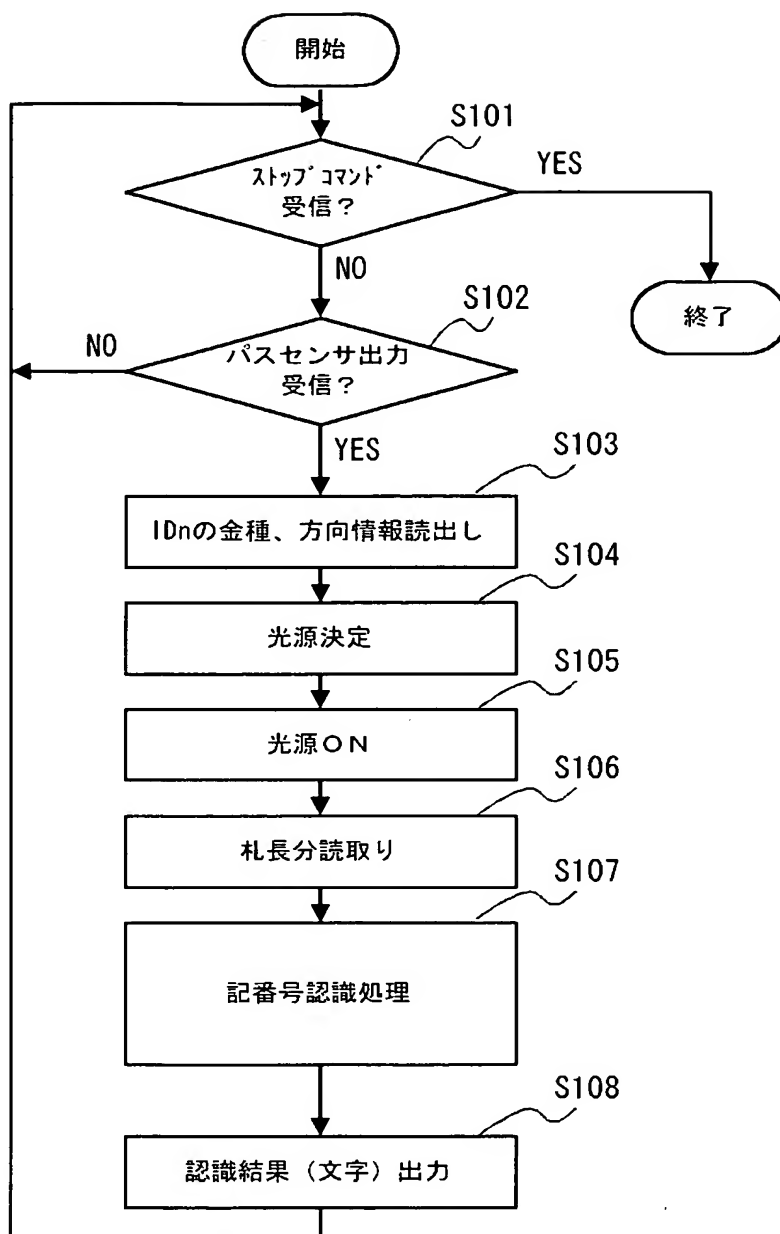 開始
S101
ｽﾄｯﾌﾟｺﾏﾝﾄﾞ
受信？
YES
NO
終了
S102
パスセンサ出力
受信？
NO
YES
S103
IDnの金種、方向情報読出し
S104
光源決定
S105
光源ＯＮ
S106
札長分読取り
S107
記番号認識処理
S108
認識結果（文字）出力